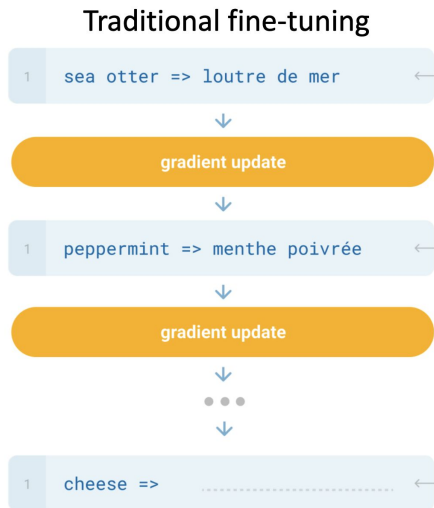 Traditional fine-tuning
1 sea otter => loutre de mer ←
↓
gradient update
↓
1 peppermint => menthe poivrée ←
↓
gradient update
↓
•••
↓
1 cheese => .................... ←